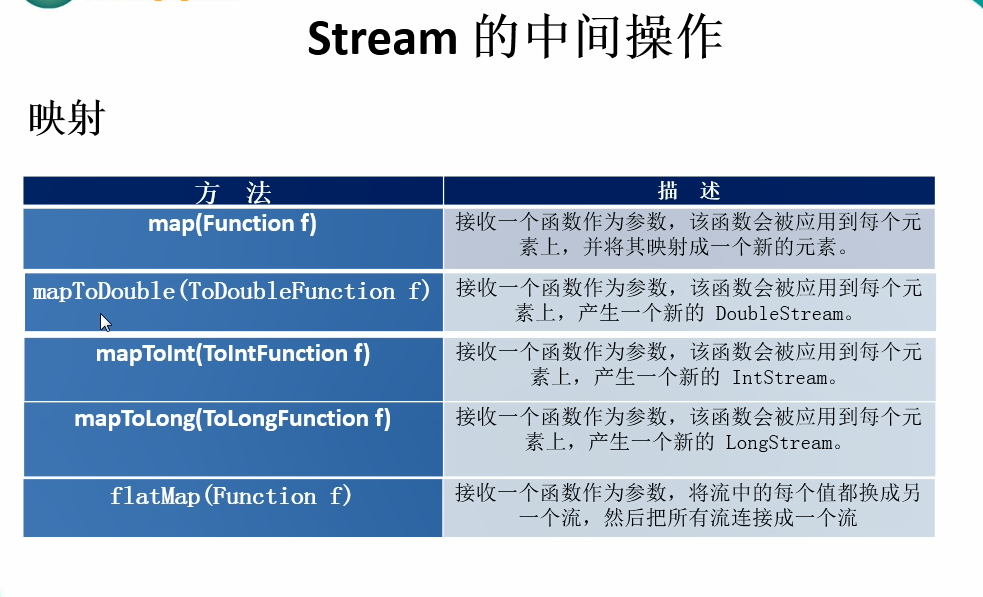 Stream 的中间操作
映射
方 法
描 述
map(Function f)
接收一个函数作为参数，该函数会被应用到每个元
素上，并将其映射成一个新的元素。
mapToDouble(ToDoubleFunction f)
接收一个函数作为参数，该函数会被应用到每个元
素上，产生一个新的 DoubleStream。
mapToInt(ToIntFunction f)
接收一个函数作为参数，该函数会被应用到每个元
素上，产生一个新的 IntStream。
mapToLong(ToLongFunction f)
接收一个函数作为参数，该函数会被应用到每个元
素上，产生一个新的 LongStream。
flatMap(Function f)
接收一个函数作为参数，将流中的每个值都换成另
一个流，然后把所有流连接成一个流